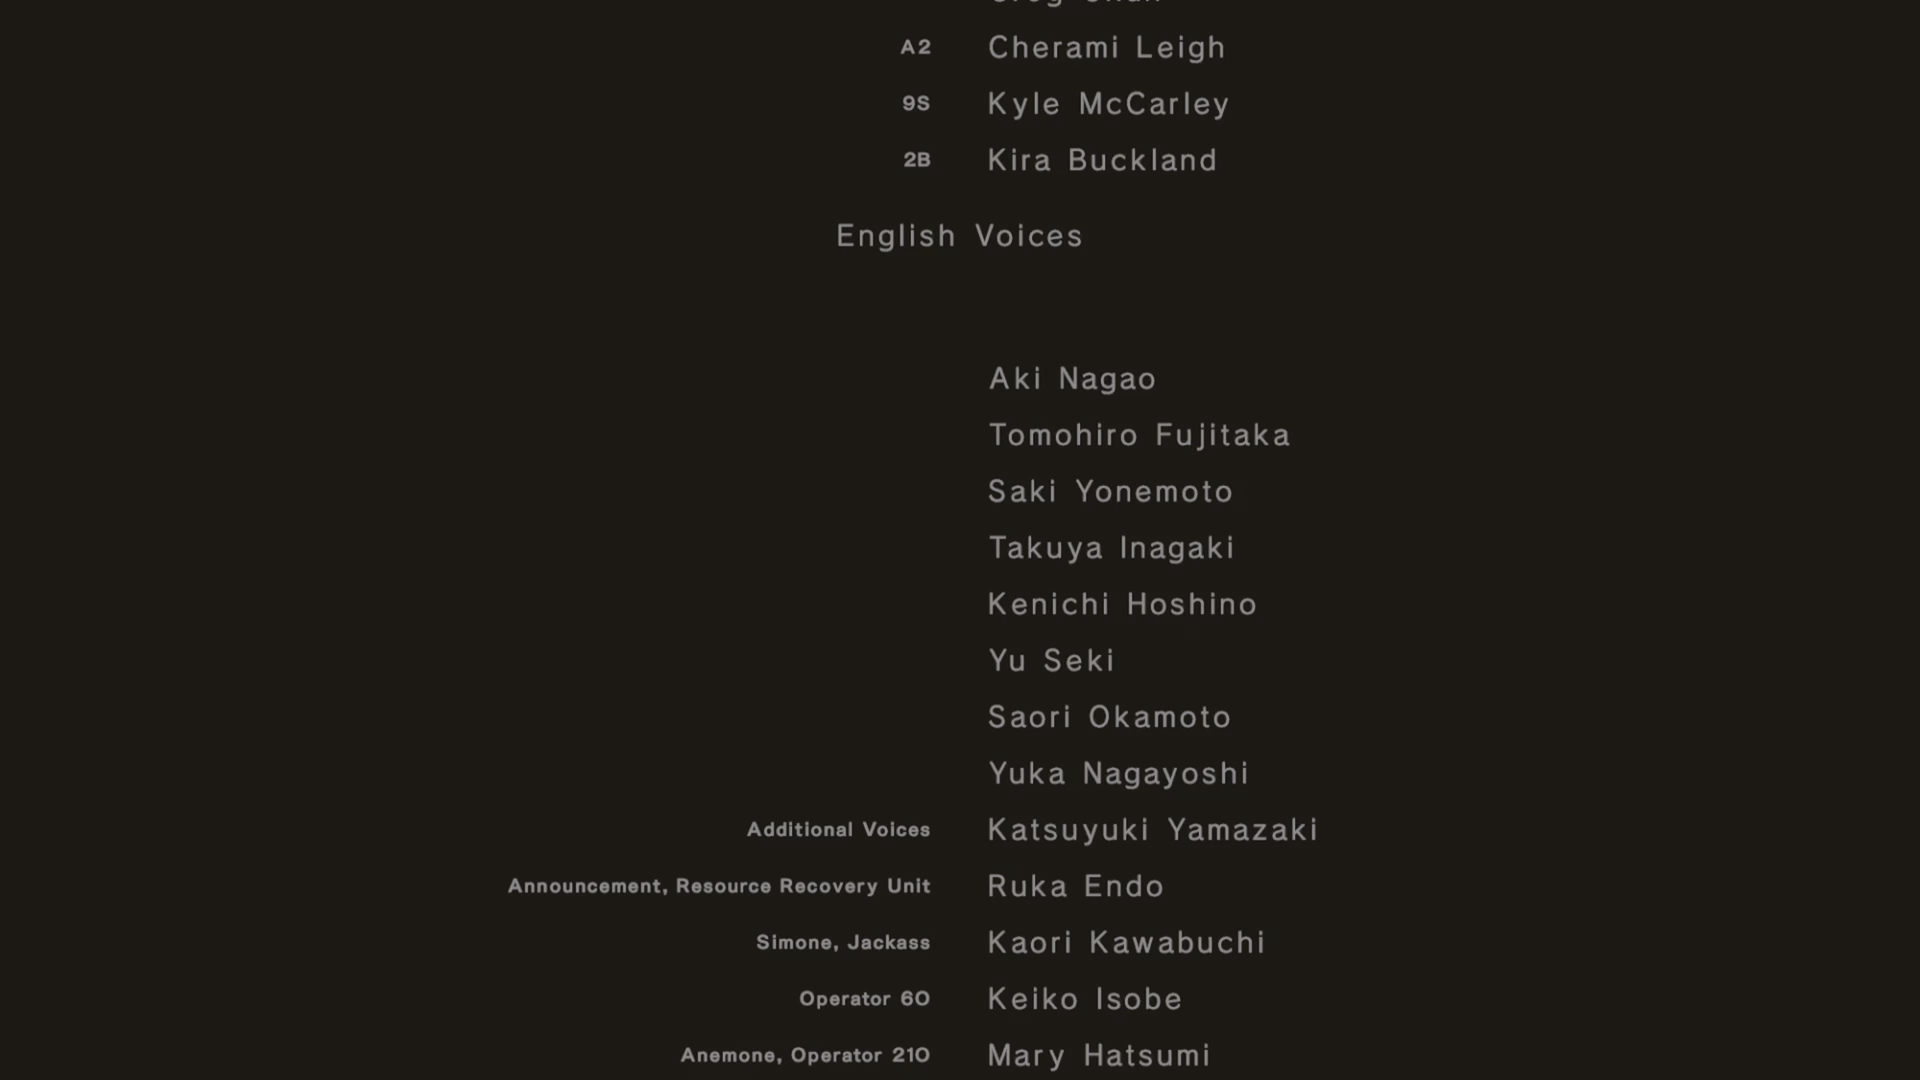 A2 Cherami Leigh
9S Kyle McCarley
2B Kira Buckland
English Voices
Aki Nagao
Tomohiro Fujitaka
Saki Yonemoto
Takuya Inagaki
Kenichi Hoshino
Yu Seki
Saori Okamoto
Yuka Nagayoshi
Additional Voices Katsuyuki Yamazaki
Announcement, Resource Recovery Unit Ruka Endo
Simone, Jackass Kaori Kawabuchi
Operator 6O Keiko Isobe
Anemone, Operator 21O Mary Hatsumi